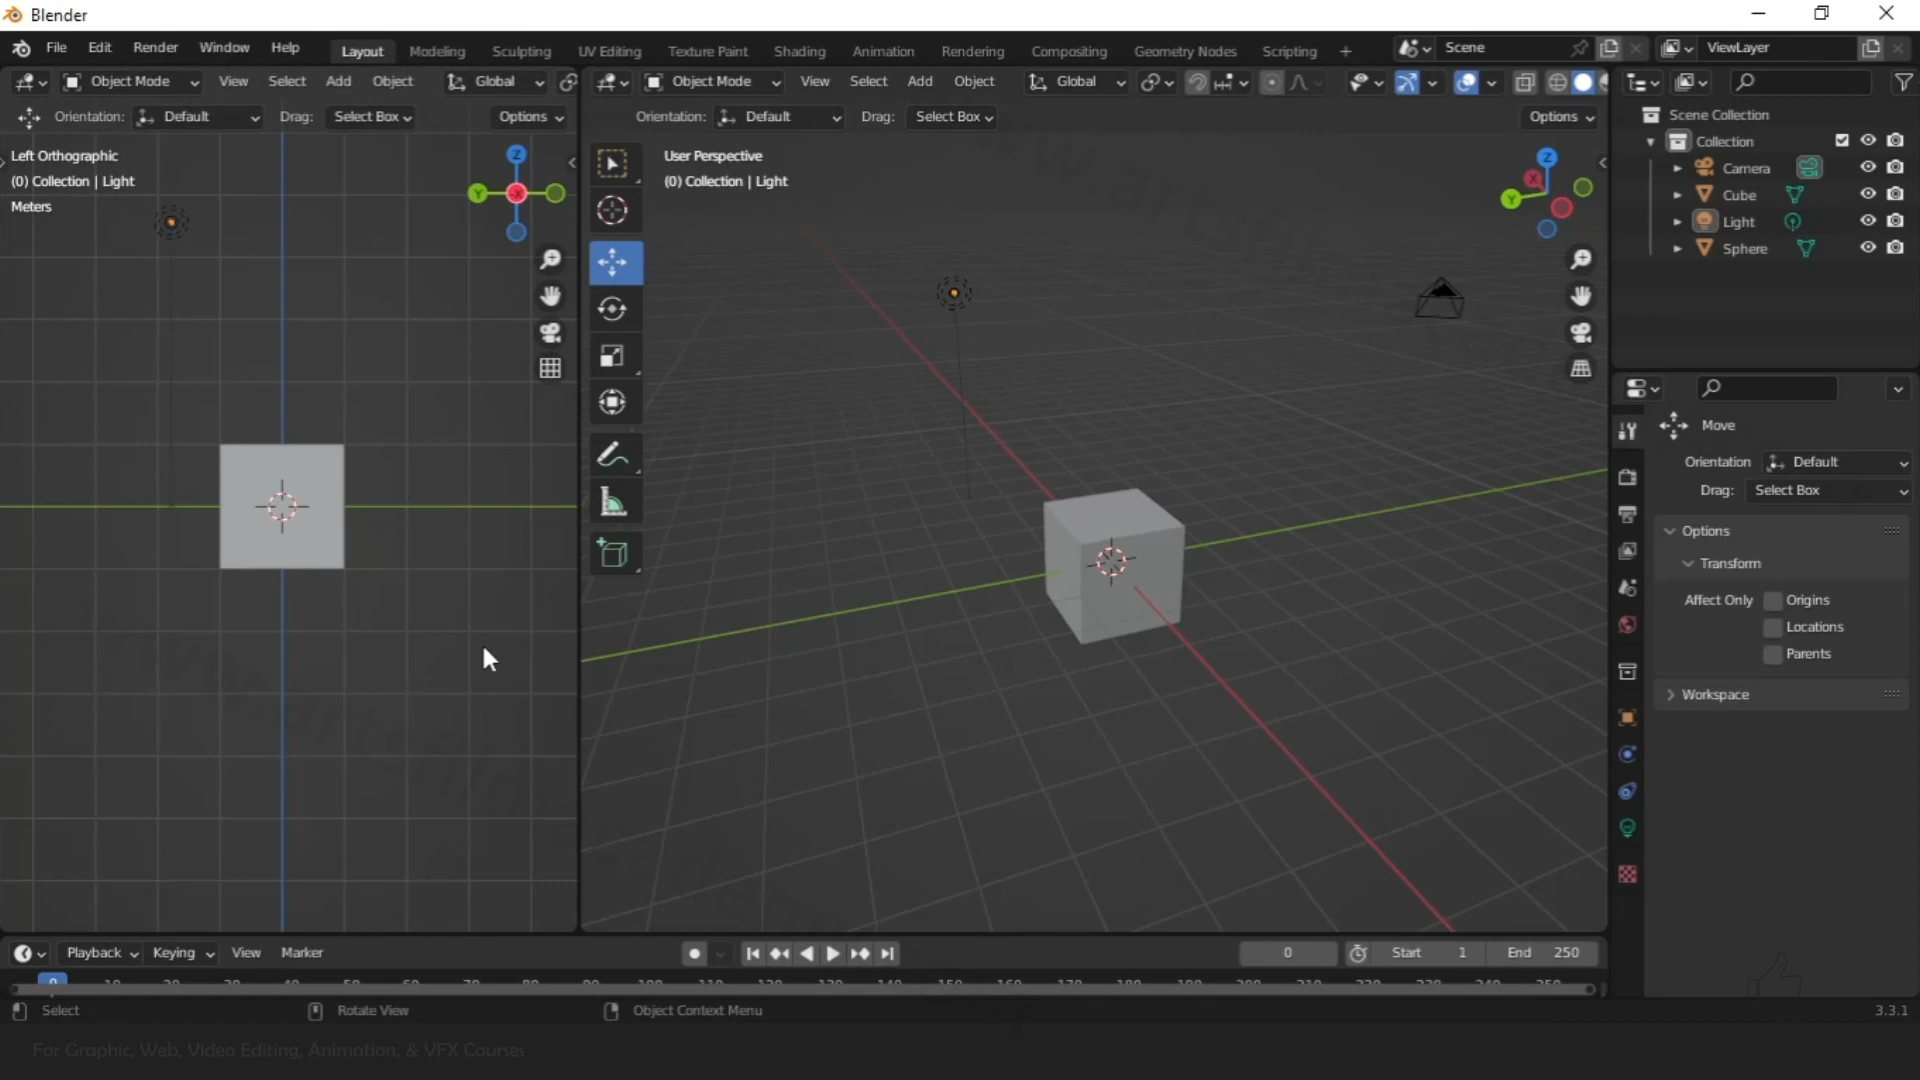 Blender
File Edit Render Window Help Layout Modeling Sculpting UV Editing Texture Paint Shading Animation Rendering Compositing Geometry Nodes Scripting + Scene ViewLayer
Object Mode View Select Add Object Global Object Mode View Select Add Object Global
Orientation: Default Drag: Select Box Options Orientation: Default Drag: Select Box Options
Left Orthographic
(0) Collection | Light
Meters
Z
Y
X
User Perspective
(0) Collection | Light
Z
X
Y
Scene Collection
Collection
Camera
Cube
Light
Sphere
Move
Orientation Default
Drag: Select Box
Options
Transform
Affect Only Origins
Locations
Parents
Workspace
Playback Keying View Marker 0 Start 1 End 250
Select Rotate View Object Context Menu 3.3.1
For Graphic, Web, Video Editing, Animation, & VFX Courses